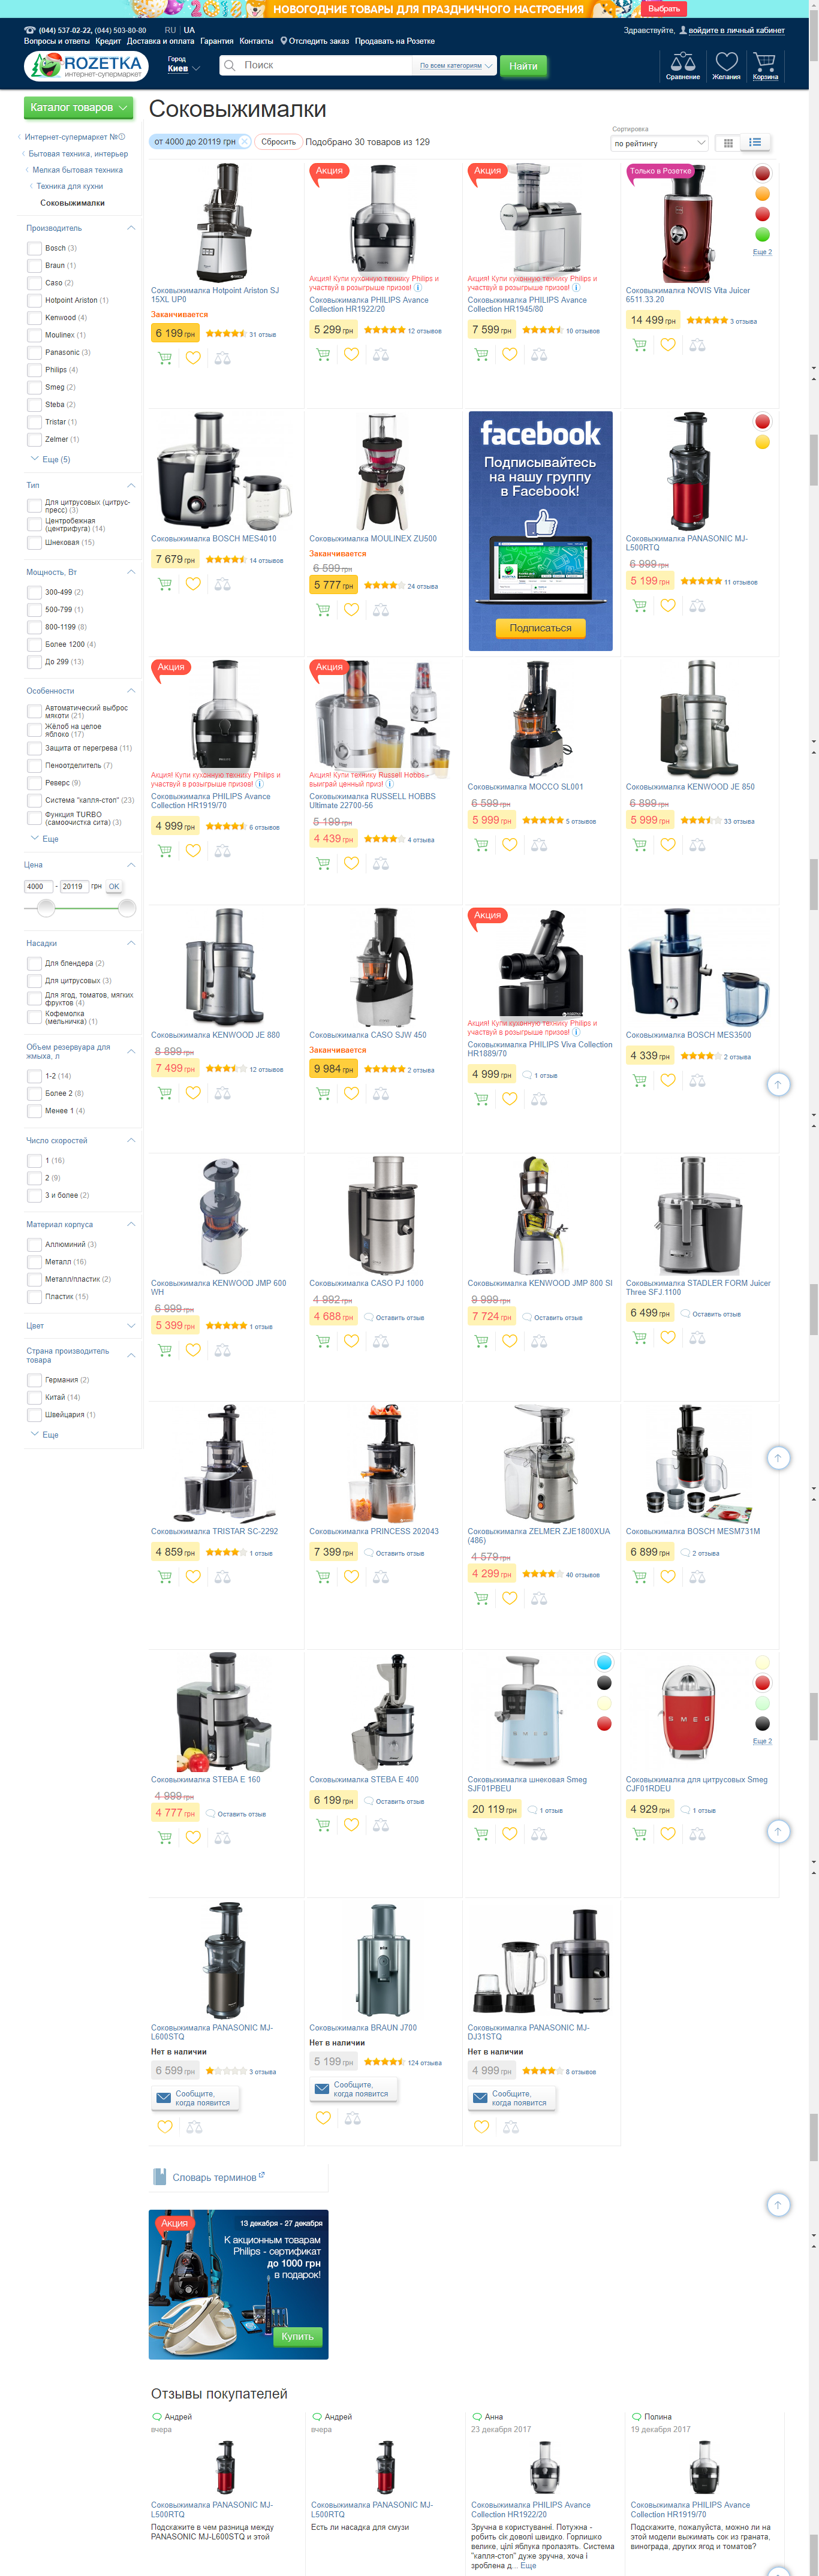 НОВОГОДНИЕ ТОВАРЫ ДЛЯ ПРАЗДНИЧНОГО НАСТРОЕНИЯ
Выбрать
(044) 537-02-22, (044) 503-80-80
RU | UA
Здравствуйте, войдите в личный кабинет
Вопросы и ответы Кредит Доставка и оплата Гарантия Контакты Отследить заказ Продавать на Розетке
ROZETKA
интернет-супермаркет
Город
Киев
Поиск
По всем категориям
Найти
Сравнение
Желания
Корзина
Каталог товаров
Интернет-супермаркет №①
Бытовая техника, интерьер
Мелкая бытовая техника
Техника для кухни
Соковыжималки
Производитель
Bosch (3)
Braun (1)
Caso (2)
Hotpoint Ariston (1)
Kenwood (4)
Moulinex (1)
Panasonic (3)
Philips (4)
Smeg (2)
Steba (2)
Tristar (1)
Zelmer (1)
Еще (5)
Тип
Для цитрусовых (цитрус-
пресс) (3)
Центробежная
(центрифуга) (14)
Шнековая (15)
Мощность, Вт
300-499 (2)
500-799 (1)
800-1199 (8)
Более 1200 (4)
До 299 (13)
Особенности
Автоматический выброс
мякоти (21)
Жёлоб на целое
яблоко (17)
Защита от перегрева (11)
Пеноотделитель (7)
Реверс (9)
Система "капля-стоп" (23)
Функция TURBO
(самоочистка сита) (3)
Еще
Цена
4000 - 20119 грн OK
Насадки
Для блендера (2)
Для цитрусовых (3)
Для ягод, томатов, мягких
фруктов (4)
Кофемолка
(мельничка) (1)
Объем резервуара для
жмыха, л
1-2 (14)
Более 2 (8)
Менее 1 (4)
Число скоростей
1 (16)
2 (9)
3 и более (2)
Материал корпуса
Аллюминий (3)
Металл (16)
Металл/пластик (2)
Пластик (15)
Цвет
Страна производитель
товара
Германия (2)
Китай (14)
Швейцария (1)
Еще
Соковыжималки
от 4000 до 20119 грн
Сбросить
Подобрано 30 товаров из 129
Сортировка
по рейтингу
Соковыжималка Hotpoint Ariston SJ
15XL UP0
Заканчивается
6 199 грн
31 отзыв
Акция
Акция! Купи кухонную технику Philips и
участвуй в розыгрыше призов!
Соковыжималка PHILIPS Avance
Collection HR1922/20
5 299 грн
12 отзывов
Акция
Акция! Купи кухонную технику Philips и
участвуй в розыгрыше призов!
Соковыжималка PHILIPS Avance
Collection HR1945/80
7 599 грн
10 отзывов
Только в Розетке
Еще 2
Соковыжималка NOVIS Vita Juicer
6511.33.20
14 499 грн
3 отзыва
Соковыжималка BOSCH MES4010
7 679 грн
14 отзывов
Соковыжималка MOULINEX ZU500
Заканчивается
6 599 грн
5 777 грн
24 отзыва
facebook
Подписывайтесь
на нашу группу
в Facebook!
Подписаться
Соковыжималка PANASONIC MJ-
L500RTQ
6 999 грн
5 199 грн
11 отзывов
Акция
Акция! Купи кухонную технику Philips и
участвуй в розыгрыше призов!
Соковыжималка PHILIPS Avance
Collection HR1919/70
4 999 грн
6 отзывов
Акция
Акция! Купи технику Russell Hobbs -
выиграй ценный приз!
Соковыжималка RUSSELL HOBBS
Ultimate 22700-56
5 199 грн
4 439 грн
4 отзыва
Соковыжималка MOCCO SL001
6 599 грн
5 999 грн
5 отзывов
Соковыжималка KENWOOD JE 850
6 899 грн
5 999 грн
33 отзыва
Соковыжималка KENWOOD JE 880
8 899 грн
7 499 грн
12 отзывов
Соковыжималка CASO SJW 450
Заканчивается
9 984 грн
2 отзыва
Акция
Акция! Купи кухонную технику Philips и
участвуй в розыгрыше призов!
Соковыжималка PHILIPS Viva Collection
HR1889/70
4 999 грн
1 отзыв
Соковыжималка BOSCH MES3500
4 339 грн
2 отзыва
Соковыжималка KENWOOD JMP 600
WH
6 999 грн
5 399 грн
1 отзыв
Соковыжималка CASO PJ 1000
4 992 грн
4 688 грн
Оставить отзыв
Соковыжималка KENWOOD JMP 800 SI
9 999 грн
7 724 грн
Оставить отзыв
Соковыжималка STADLER FORM Juicer
Three SFJ.1100
6 499 грн
Оставить отзыв
Соковыжималка TRISTAR SC-2292
4 859 грн
1 отзыв
Соковыжималка PRINCESS 202043
7 399 грн
Оставить отзыв
Соковыжималка ZELMER ZJE1800XUA
(486)
4 579 грн
4 299 грн
40 отзывов
Соковыжималка BOSCH MESM731M
6 899 грн
2 отзыва
Соковыжималка STEBA E 160
4 999 грн
4 777 грн
Оставить отзыв
Соковыжималка STEBA E 400
6 199 грн
Оставить отзыв
SMEG
Соковыжималка шнековая Smeg
SJF01PBEU
20 119 грн
1 отзыв
SMEG
Еще 2
Соковыжималка для цитрусовых Smeg
CJF01RDEU
4 929 грн
1 отзыв
Соковыжималка PANASONIC MJ-
L600STQ
Нет в наличии
6 599 грн
3 отзыва
Сообщите,
когда появится
Соковыжималка BRAUN J700
Нет в наличии
5 199 грн
124 отзыва
Сообщите,
когда появится
Соковыжималка PANASONIC MJ-
DJ31STQ
Нет в наличии
4 999 грн
8 отзывов
Сообщите,
когда появится
Словарь терминов
Акция
13 декабря - 27 декабря
К акционным товарам
Philips - сертификат
до 1000 грн
в подарок!
Купить
Отзывы покупателей
Андрей
вчера
Соковыжималка PANASONIC MJ-
L500RTQ
Подскажите в чем разница между
PANASONIC MJ-L600STQ и этой
Андрей
вчера
Соковыжималка PANASONIC MJ-
L500RTQ
Есть ли насадка для смузи
Анна
23 декабря 2017
Соковыжималка PHILIPS Avance
Collection HR1922/20
Зручна в користуванні. Потужна -
робить сік доволі швидко. Горлишко
велике, цілі яблука пролазять. Система
"капля-стоп" дуже зручна, хоча і
зроблена д... Еще
Полина
19 декабря 2017
Соковыжималка PHILIPS Avance
Collection HR1919/70
Подскажите, пожалуйста, можно ли на
этой модели выжимать сок из граната,
винограда, других ягод и томатов?